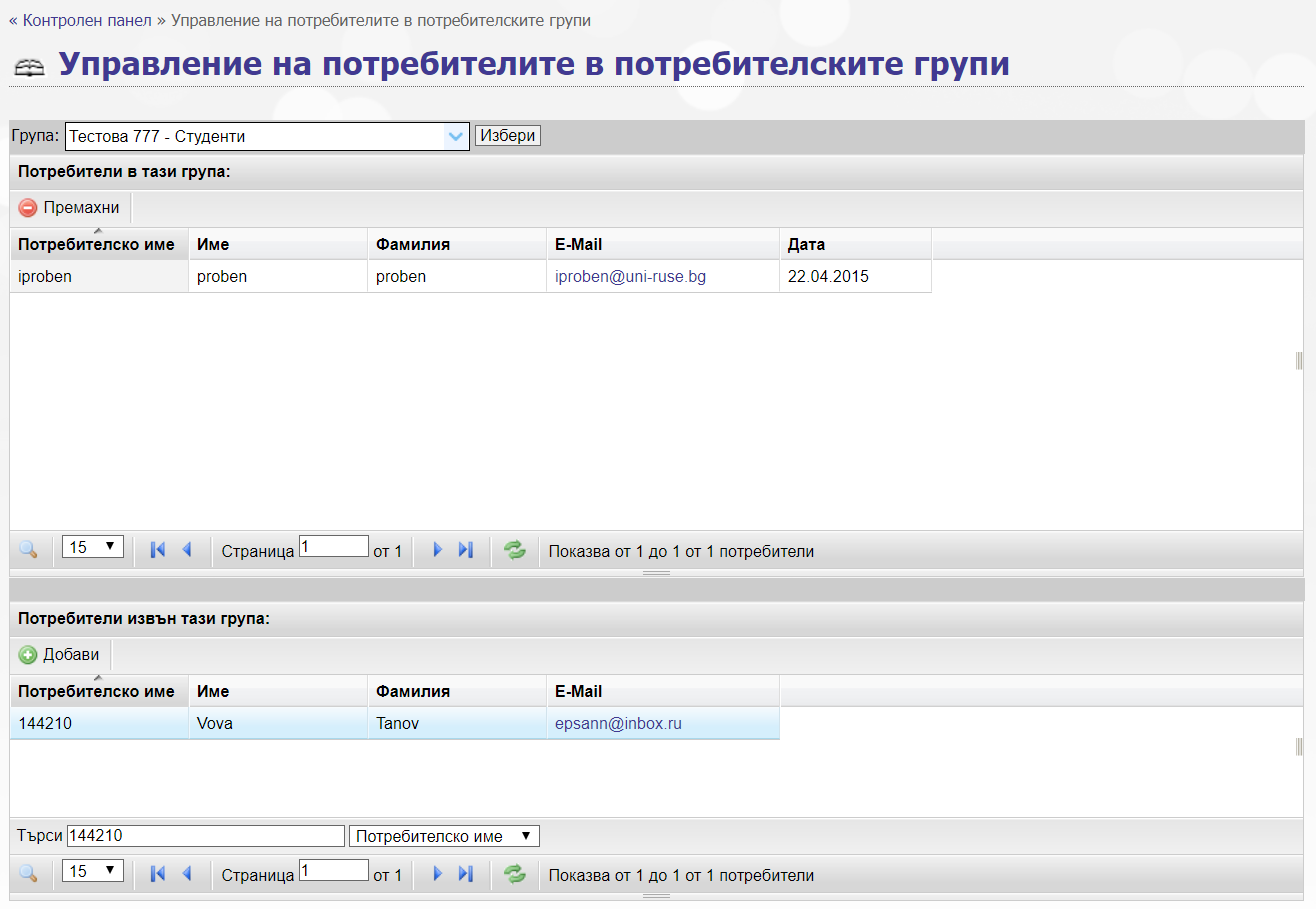 « Контролен панел » Управление на потребителите в потребителските групи
Управление на потребителите в потребителските групи
Група: Тестова 777 - Студенти Избери
Потребители в тази група:
Премахни
Потребителско име Име Фамилия E-Mail Дата
iproben proben proben iproben@uni-ruse.bg 22.04.2015
15 Страница 1 от 1 Показва от 1 до 1 от 1 потребители
Потребители извън тази група:
Добави
Потребителско име Име Фамилия E-Mail
144210 Vova Tanov epsann@inbox.ru
Търси 144210 Потребителско име
15 Страница 1 от 1 Показва от 1 до 1 от 1 потребители